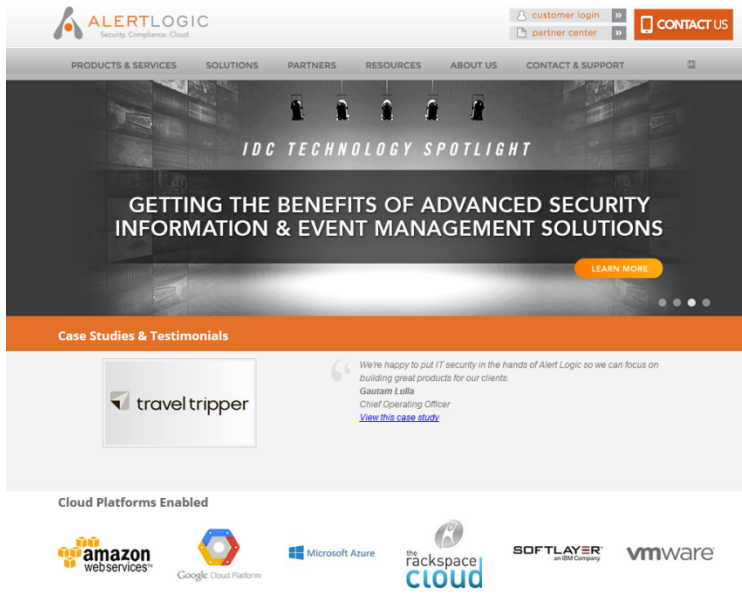 ALERTLOGIC
Security. Compliance. Cloud.
customer login
partner center
CONTACT US
PRODUCTS & SERVICES SOLUTIONS PARTNERS RESOURCES ABOUT US CONTACT & SUPPORT
IDC TECHNOLOGY SPOTLIGHT
GETTING THE BENEFITS OF ADVANCED SECURITY
INFORMATION & EVENT MANAGEMENT SOLUTIONS
LEARN MORE
Case Studies & Testimonials
travel tripper
We're happy to put IT security in the hands of Alert Logic so we can focus on
building great products for our clients.
Gautam Lulla
Chief Operating Officer
View this case study
Cloud Platforms Enabled
amazon
webservices™
Google Cloud Platform
Microsoft Azure
the
rackspace
cloud
SOFTLAYER
an IBM Company
vmware